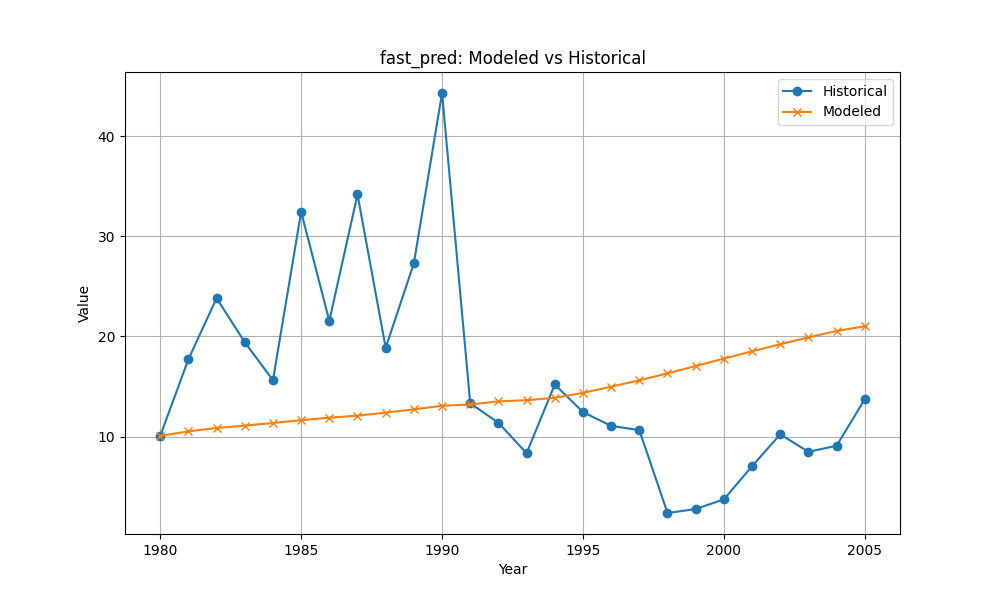 fast_pred: Modeled vs Historical
Historical
Modeled
Value
40
30
20
10
1980
1985
1990
1995
2000
2005
Year